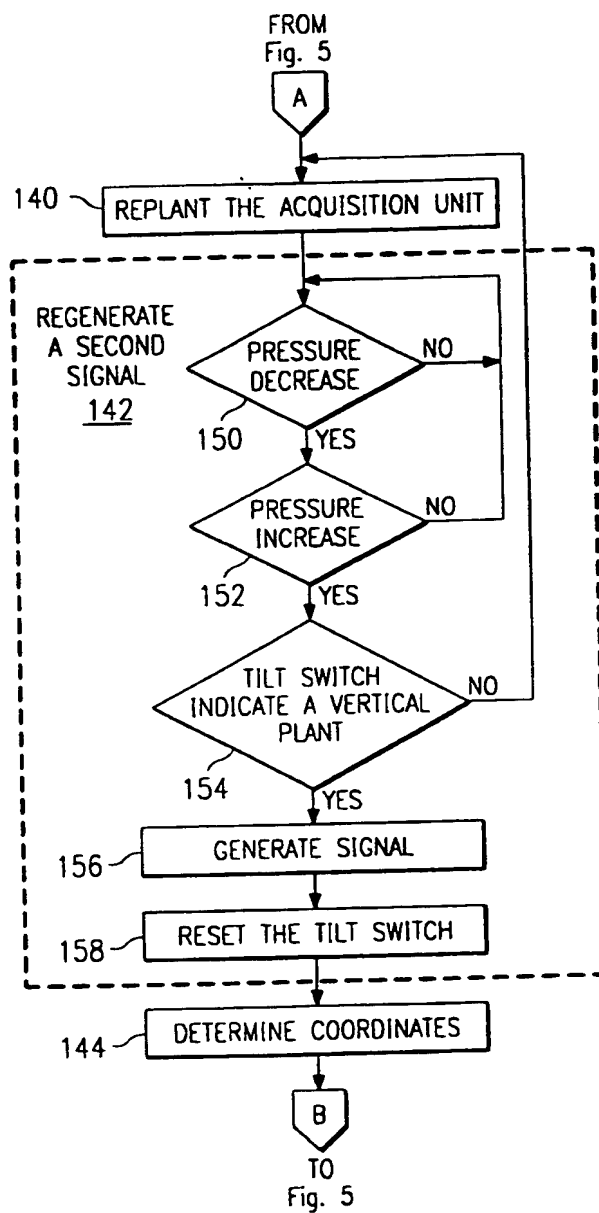 FROM
Fig. 5
A
140
REPLANT THE ACQUISITION UNIT
REGENERATE
A SECOND
SIGNAL
142
PRESSURE
DECREASE
NO
150
YES
PRESSURE
INCREASE
NO
152
YES
TILT SWITCH
INDICATE A VERTICAL
PLANT
NO
154
YES
156
GENERATE SIGNAL
158
RESET THE TILT SWITCH
144
DETERMINE COORDINATES
B
TO
Fig. 5